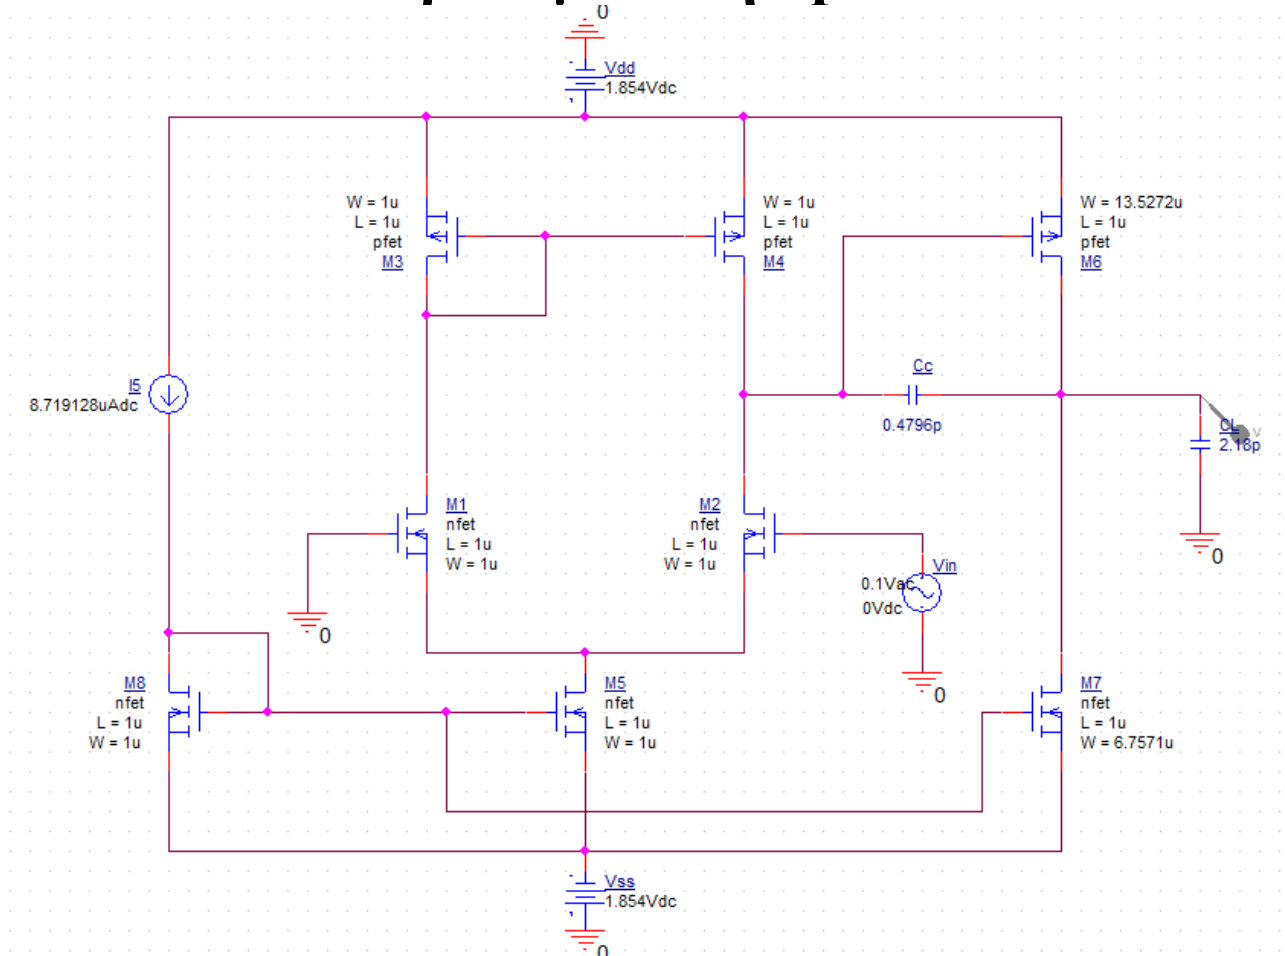 0
Vdd
1.854Vdc
W = 1u
L = 1u
pfet
M3
W = 1u
L = 1u
pfet
M4
W = 13.5272u
L = 1u
pfet
M6
I5
8.719128uAdc
Cc
0.4796p
CL
V
2.18p
0
M1
nfet
L = 1u
W = 1u
M2
nfet
L = 1u
W = 1u
Vin
0.1Vac
0Vdc
0
0
M8
nfet
L = 1u
W = 1u
M5
nfet
L = 1u
W = 1u
M7
nfet
L = 1u
W = 6.7571u
Vss
1.854Vdc
0